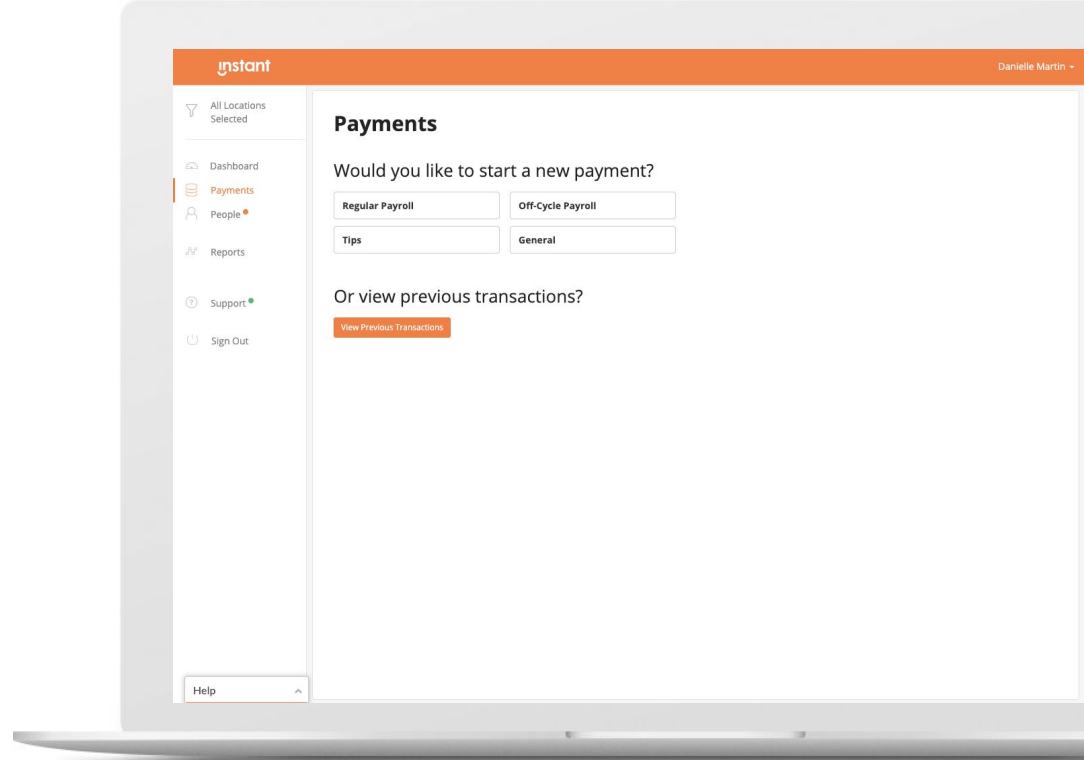 instant
Danielle Martin
All Locations
Selected
Dashboard
Payments
People
Reports
Support
Sign Out
Help
Payments
Would you like to start a new payment?
Regular Payroll
Off-Cycle Payroll
Tips
General
Or view previous transactions?
View Previous Transactions